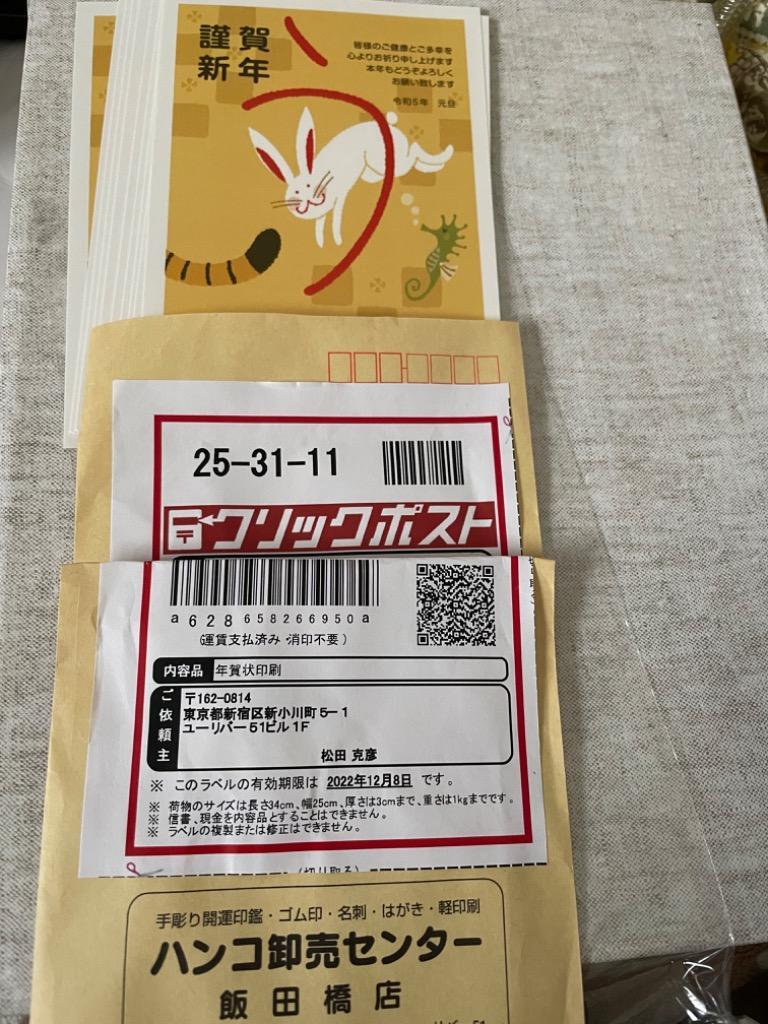 謹賀
新年
皆様のご健康とご多幸を
心よりお祈り申し上げます
本年もどうぞよろしく
お願い致します
令和5年 元旦
25-31-11
クリックポスト
a 628 658266950 a
(運賃支払済み・消印不要)
内容品 年賀状印刷
ご依頼主
〒162-0814
東京都新宿区新小川町5-1
ユーリバー51ビル1F
松田 克彦
※ このラベルの有効期限は 2022年12月8日 です。
※ 荷物のサイズは長さ34cm、幅25cm、厚さは3cmまで、重さは1kgまでです。
※ 信書、現金を内容品とすることはできません。
※ ラベルの複製または修正はできません。
(切り取る)
手彫り開運印鑑・ゴム印・名刺・はがき・軽印刷
ハンコ卸売センター
飯田橋店